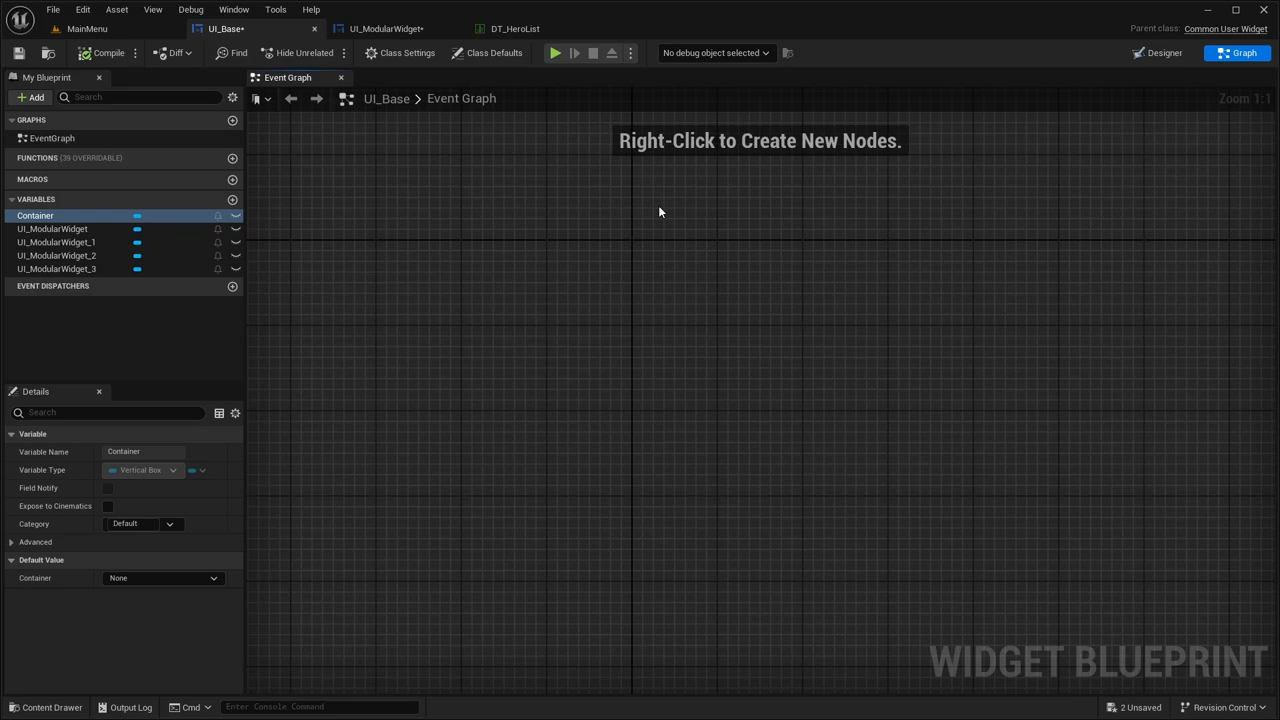 File Edit Asset View Debug Window Tools Help
MainMenu UI_Base* UI_ModularWidget* DT_HeroList Parent class: Common User Widget
Compile Diff Find Hide Unrelated Class Settings Class Defaults No debug object selected Designer Graph
My Blueprint Event Graph
Add Search UI_Base > Event Graph Zoom 1:1
GRAPHS
EventGraph
Right-Click to Create New Nodes.
FUNCTIONS (39 OVERRIDABLE)
MACROS
VARIABLES
Container
UI_ModularWidget
UI_ModularWidget_1
UI_ModularWidget_2
UI_ModularWidget_3
EVENT DISPATCHERS
Details
Search
Variable
Variable Name Container
Variable Type Vertical Box
Field Notify
Expose to Cinematics
Category Default
Advanced
Default Value
Container None
WIDGET BLUEPRINT
Content Drawer Output Log Cmd Enter Console Command 2 Unsaved Revision Control